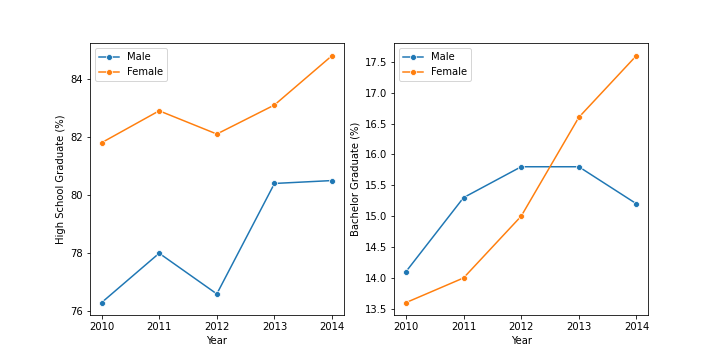 High School Graduate (%)
84
82
80
78
76
Male
Female
2010 2011 2012 2013 2014
Year
Bachelor Graduate (%)
17.5
17.0
16.5
16.0
15.5
15.0
14.5
14.0
13.5
Male
Female
2010 2011 2012 2013 2014
Year